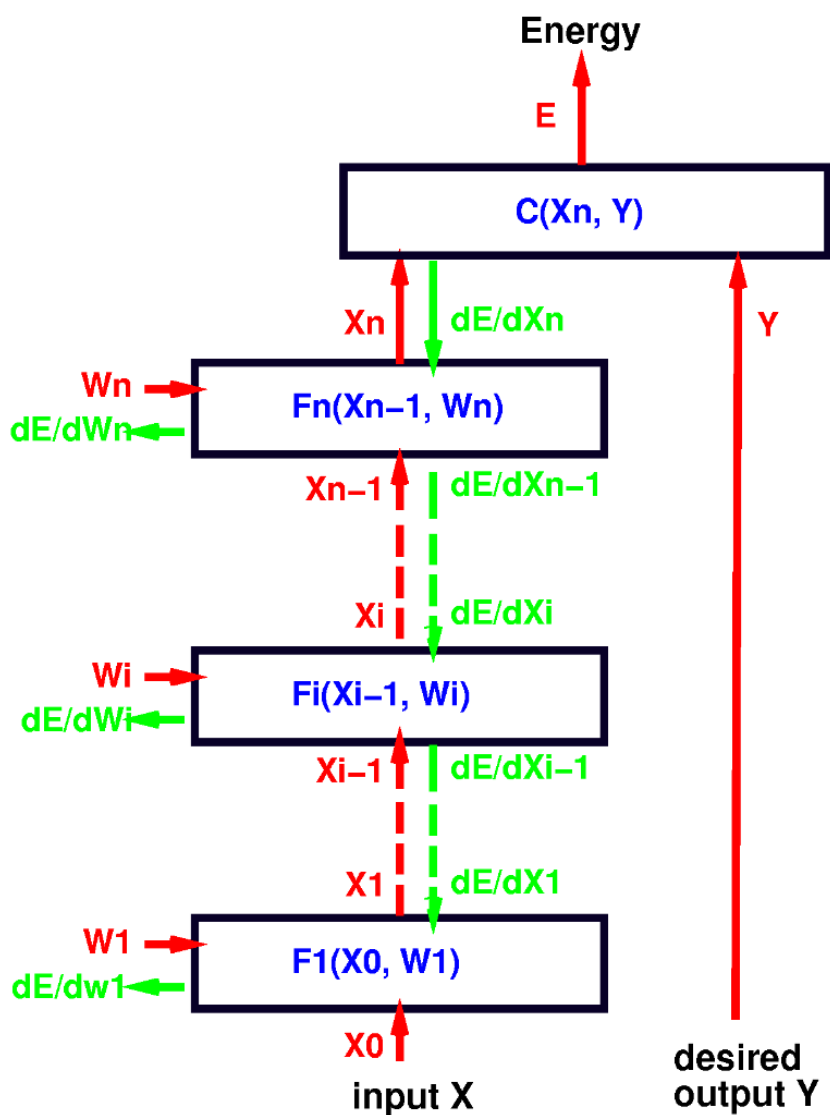 Energy
E
C(Xn, Y)
Xn
dE/dXn
Y
Wn
Fn(Xn−1, Wn)
dE/dWn
Xn−1
dE/dXn−1
Xi
dE/dXi
Wi
Fi(Xi−1, Wi)
dE/dWi
Xi−1
dE/dXi−1
X1
dE/dX1
W1
F1(X0, W1)
dE/dw1
X0
input X
desired
output Y